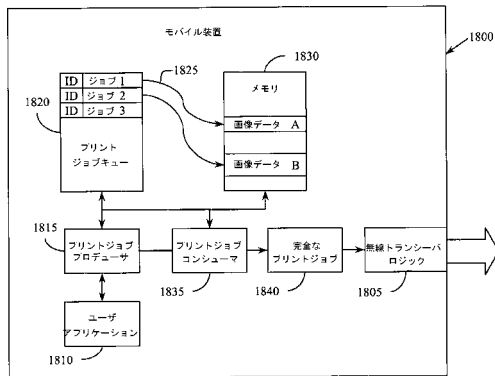 モバイル装置
1800
1820
ID ジョブ 1
ID ジョブ 2
ID ジョブ 3
プリント
ジョブキュー
1825
1830
メモリ
画像データ A
画像データ B
1815
プリントジョブ
プロデューサ
プリントジョブ
コンシューマ
1835
完全な
プリントジョブ
1840
無線トランシーバ
ロジック
1805
ユーザ
アプリケーション
1810